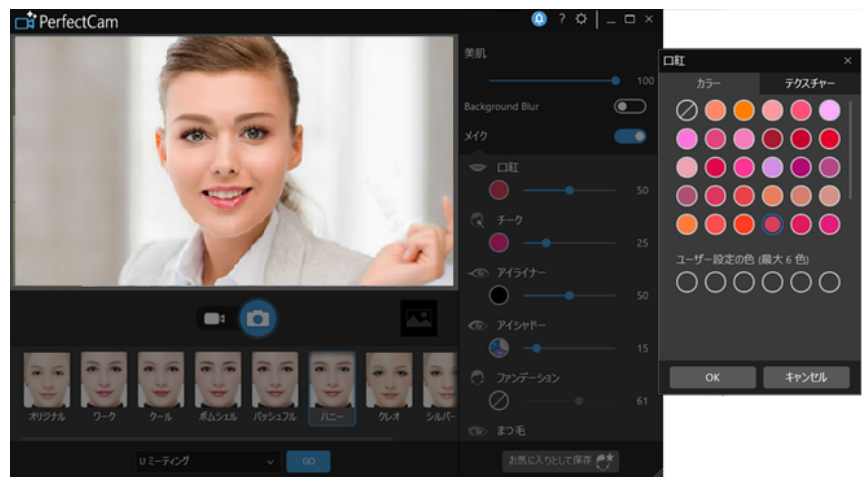 PerfectCam
?
美肌
100
Background Blur
メイク
口紅
50
チーク
25
アイライナー
50
アイシャドー
15
ファンデーション
61
まつ毛
オリジナル ワーク クール ボムシェル バッシュフル ハニー クレオ シルバー
U ミーティング GO
お気に入りとして保存
口紅
カラー テクスチャー
ユーザー設定の色 (最大 6 色)
OK キャンセル